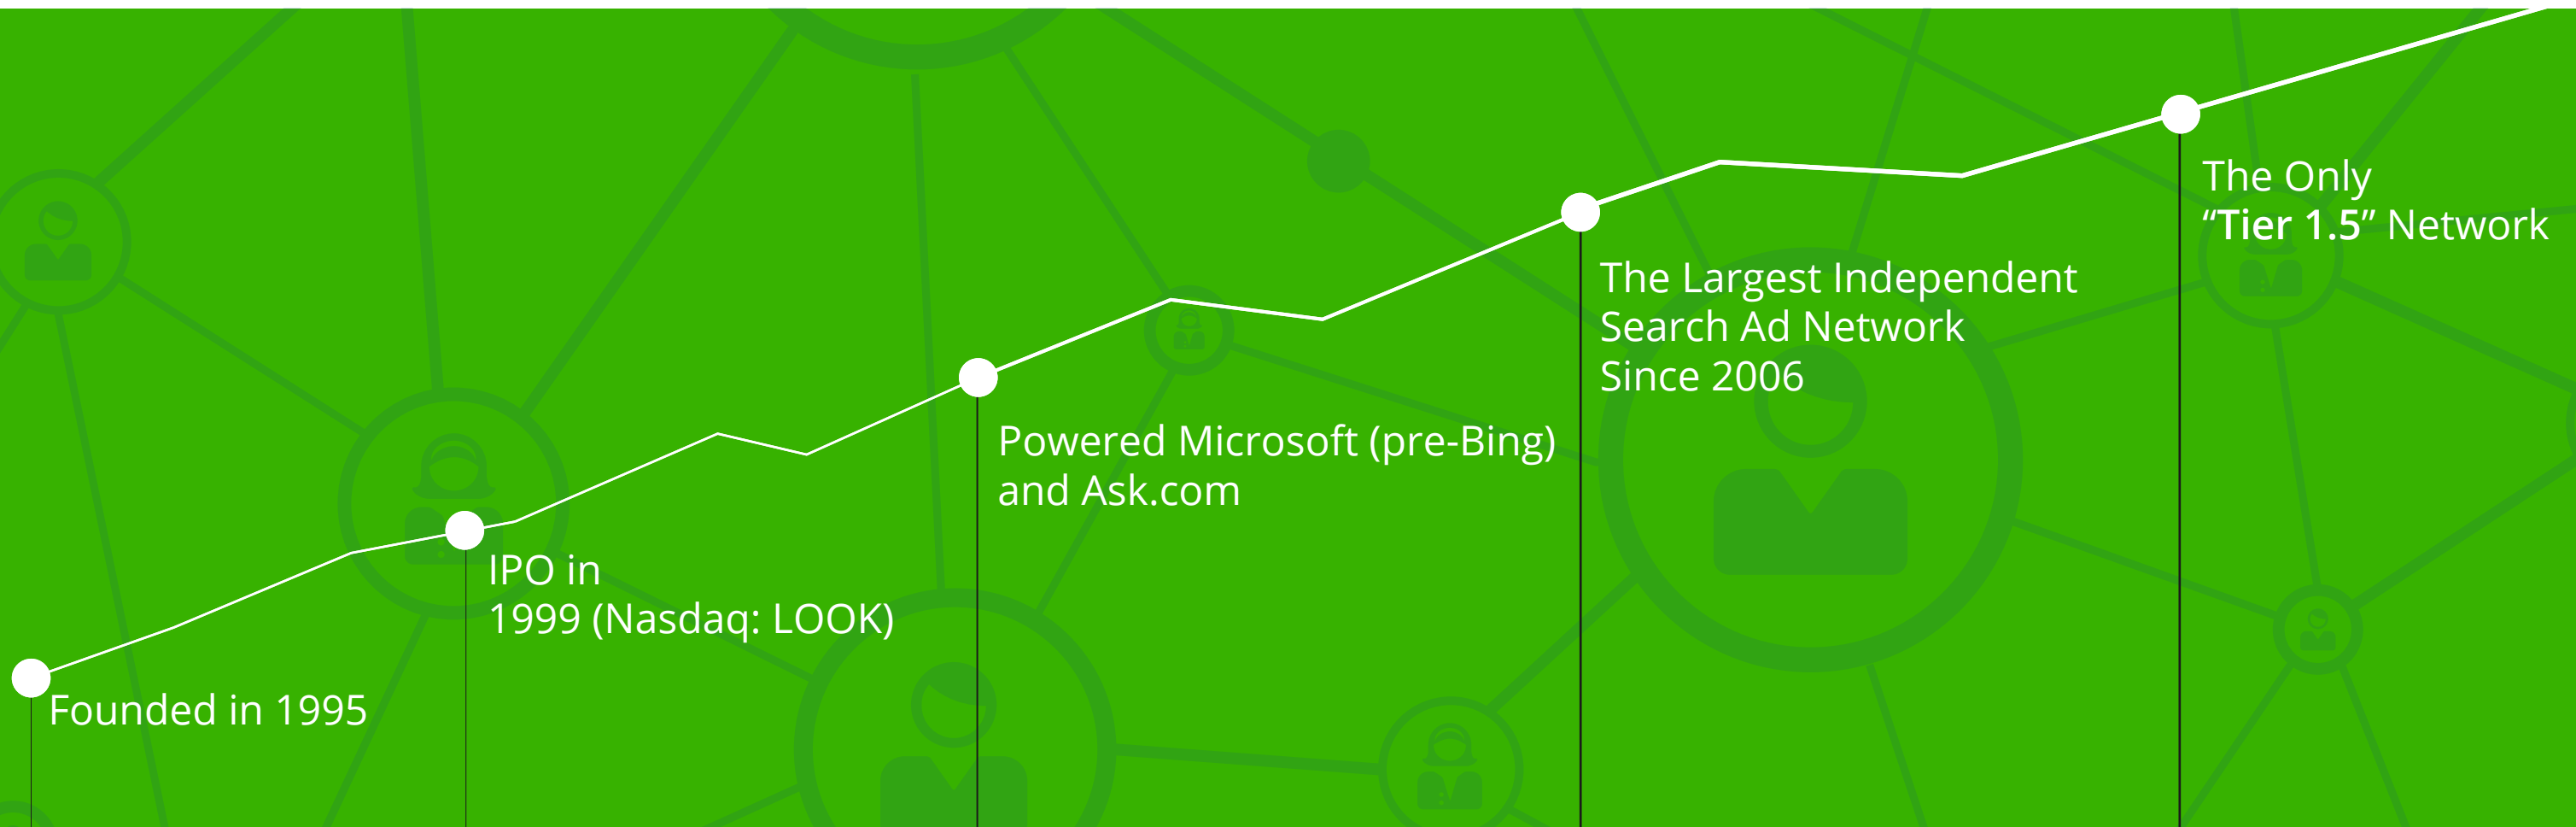 Founded in 1995
IPO in
1999 (Nasdaq: LOOK)
Powered Microsoft (pre-Bing)
and Ask.com
The Largest Independent
Search Ad Network
Since 2006
The Only
“Tier 1.5” Network